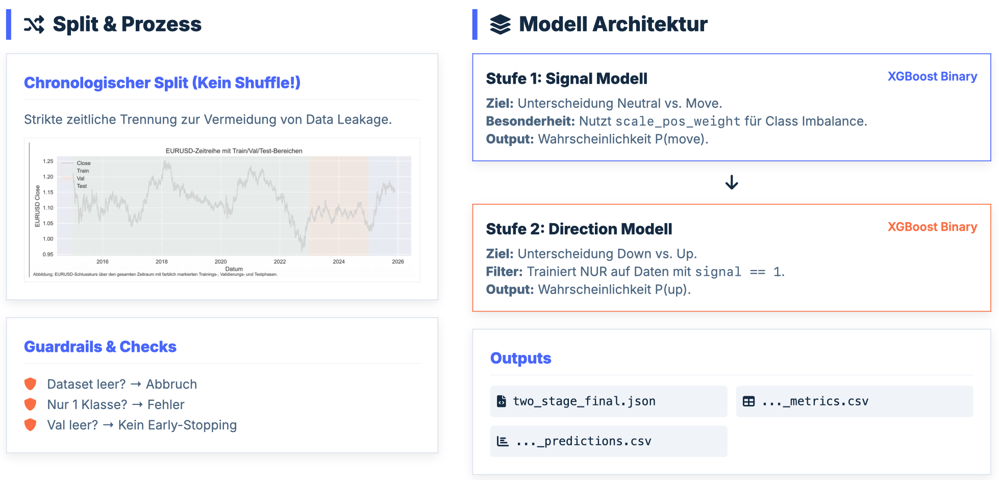 Split & Prozess
Chronologischer Split (Kein Shuffle!)
Strikte zeitliche Trennung zur Vermeidung von Data Leakage.
EURUSD-Zeitreihe mit Train/Val/Test-Bereichen
Close
Train
Val
Test
1.25
1.20
1.15
1.10
1.05
1.00
0.95
EURUSD Close
2016
2018
2020
2022
2024
2026
Datum
Abbildung: EURUSD-Schlusskurs über den gesamten Zeitraum mit farblich markierten Trainings-, Validierungs- und Testphasen.
Guardrails & Checks
Dataset leer? → Abbruch
Nur 1 Klasse? → Fehler
Val leer? → Kein Early-Stopping
Modell Architektur
Stufe 1: Signal Modell
XGBoost Binary
Ziel: Unterscheidung Neutral vs. Move.
Besonderheit: Nutzt scale_pos_weight für Class Imbalance.
Output: Wahrscheinlichkeit P(move).
Stufe 2: Direction Modell
XGBoost Binary
Ziel: Unterscheidung Down vs. Up.
Filter: Trainiert NUR auf Daten mit signal == 1.
Output: Wahrscheinlichkeit P(up).
Outputs
two_stage_final.json
..._metrics.csv
..._predictions.csv